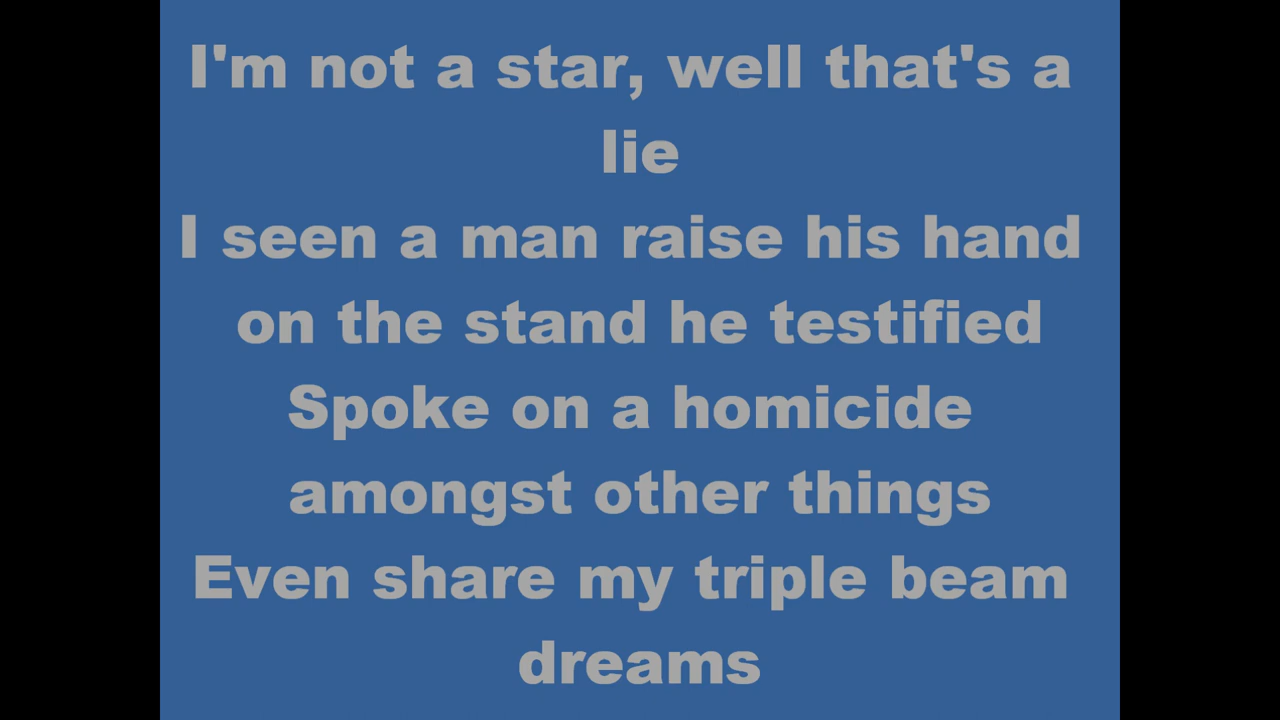 I'm not a star, well that's a
lie
I seen a man raise his hand
on the stand he testified
Spoke on a homicide
amongst other things
Even share my triple beam
dreams